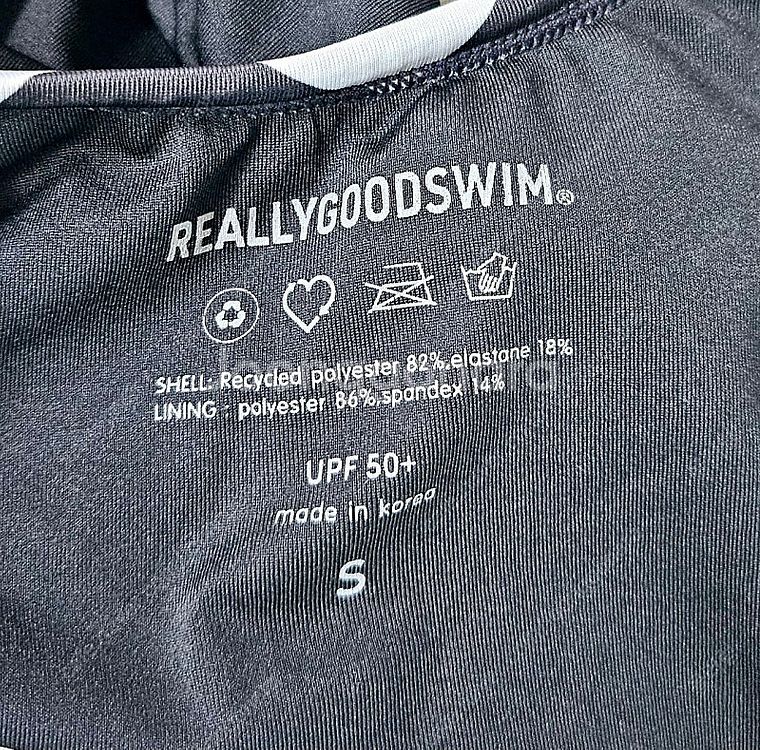 REALLYGOODSWIM®
SHELL: Recycled polyester 82%,elastane 18%
LINING : polyester 86%,spandex 14%
UPF 50+
made in korea
S